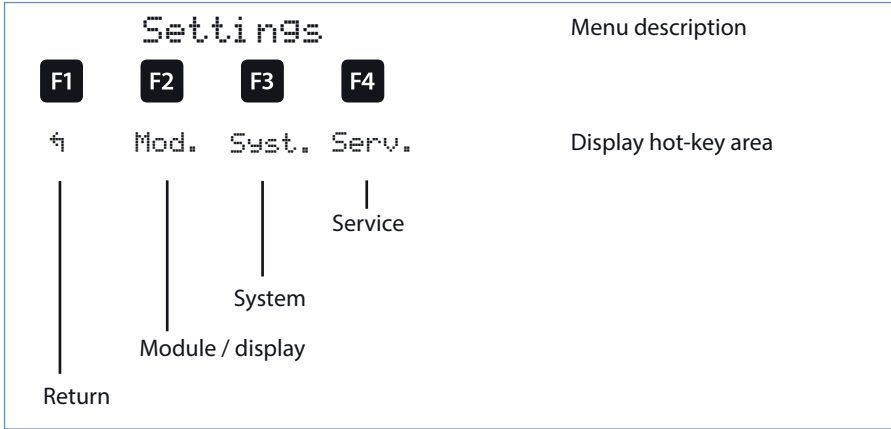 Settings Menu description
F1 F2 F3 F4
↰ Mod. Syst. Serv. Display hot-key area
Service
System
Module / display
Return